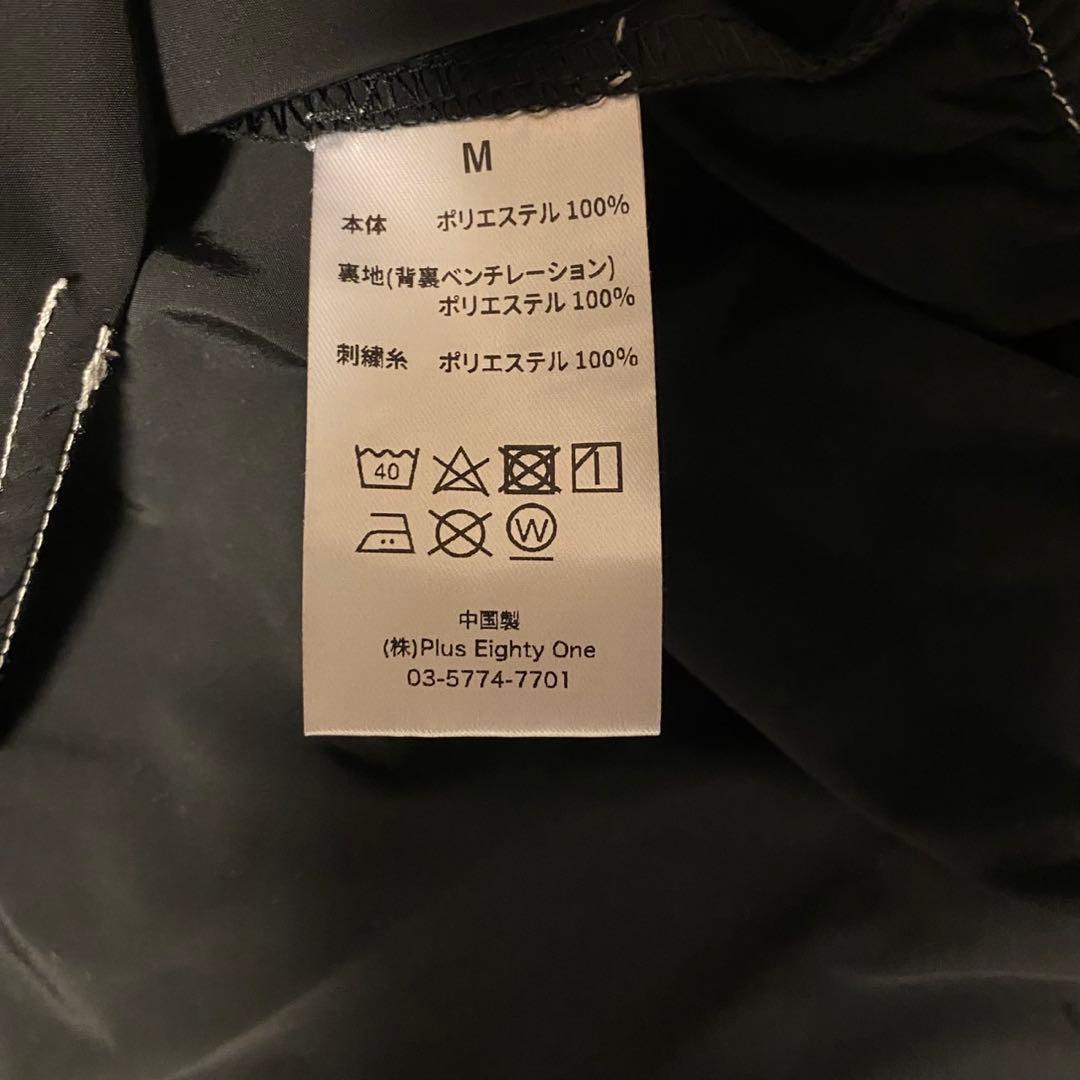 M
本体 ポリエステル 100%
裏地(背裏ベンチレーション)
ポリエステル 100%
刺繍糸 ポリエステル 100%
40
W
中国製
(株)Plus Eighty One
03-5774-7701